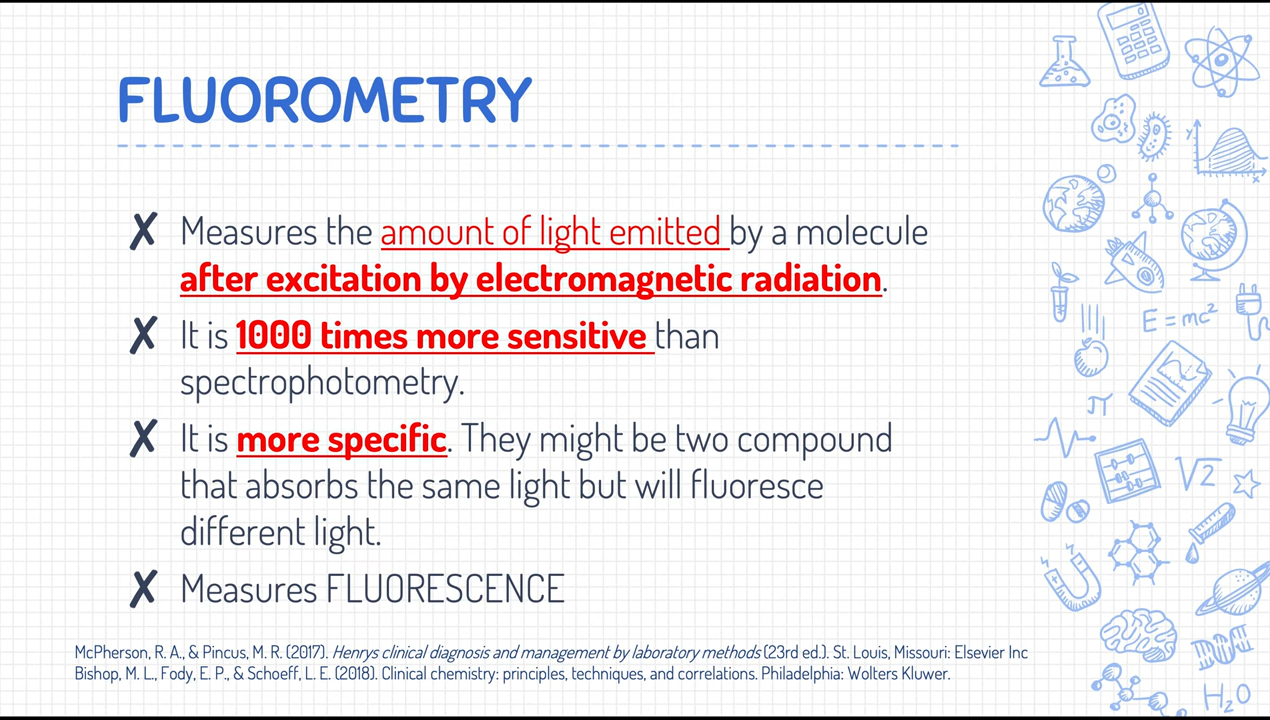 FLUOROMETRY
✗ Measures the amount of light emitted by a molecule
after excitation by electromagnetic radiation.
✗ It is 1000 times more sensitive than
spectrophotometry.
✗ It is more specific. They might be two compound
that absorbs the same light but will fluoresce
different light.
✗ Measures FLUORESCENCE
McPherson, R. A., & Pincus, M. R. (2017). Henrys clinical diagnosis and management by laboratory methods (23rd ed.). St. Louis, Missouri: Elsevier Inc
Bishop, M. L., Fody, E. P., & Schoeff, L. E. (2018). Clinical chemistry: principles, techniques, and correlations. Philadelphia: Wolters Kluwer.
y
x
E = mc²
π
√2
H₂O